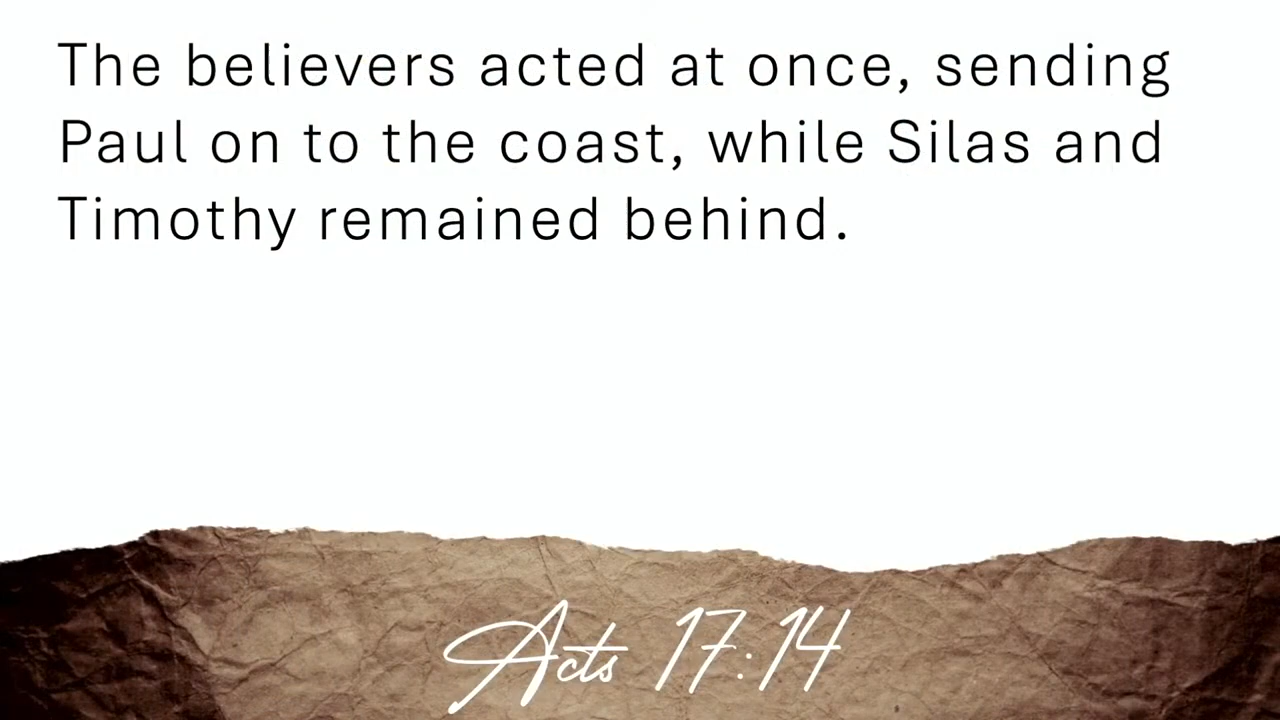 The believers acted at once, sending
Paul on to the coast, while Silas and
Timothy remained behind.
Acts 17:14